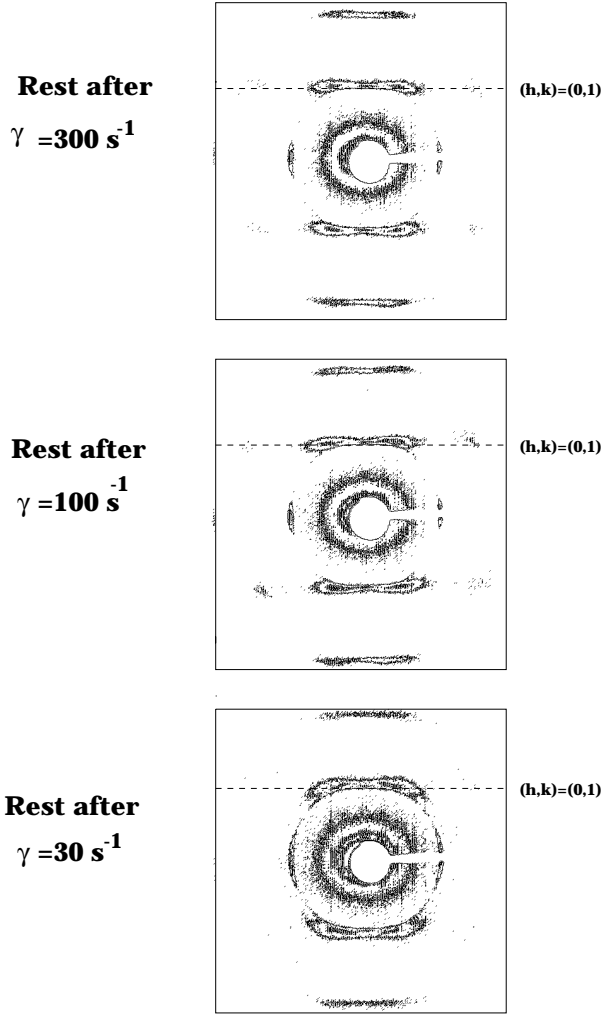 Rest after
γ =300 s-1
(h,k)=(0,1)
Rest after
γ =100 s-1
(h,k)=(0,1)
Rest after
γ =30 s-1
(h,k)=(0,1)